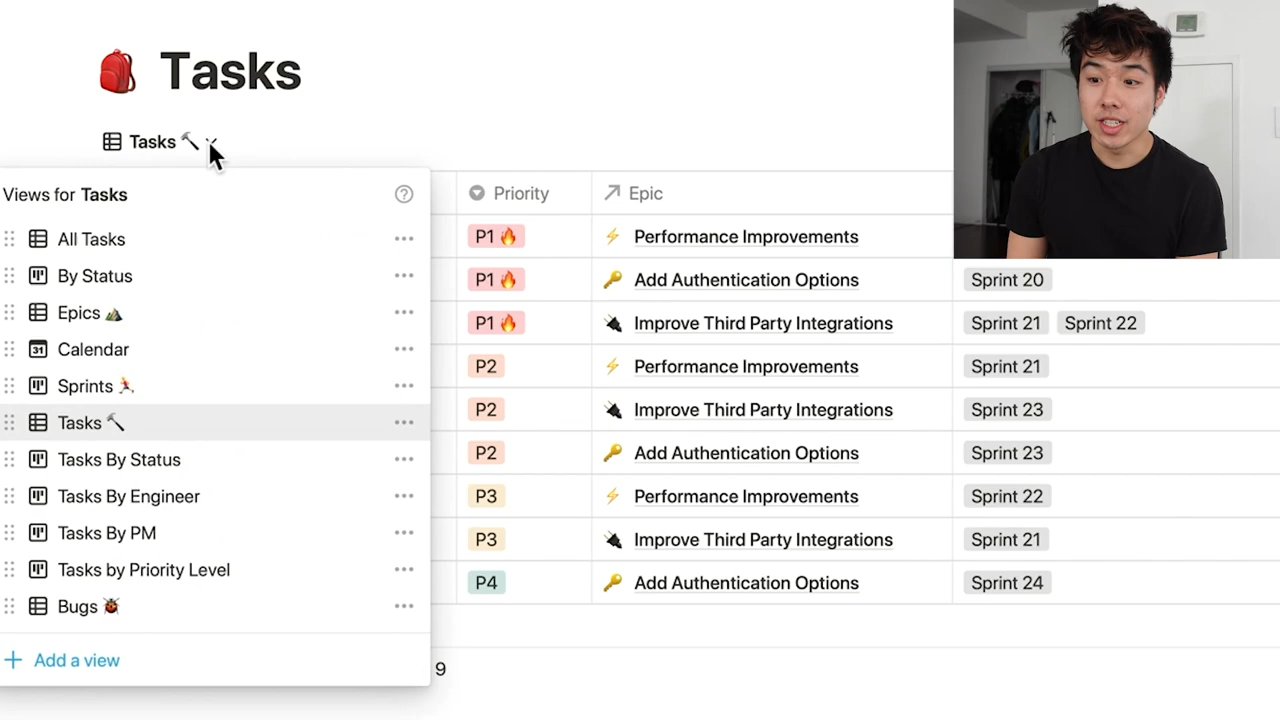 Tasks
Tasks
Views for Tasks
All Tasks
By Status
Epics
31 Calendar
Sprints
Tasks
Tasks By Status
Tasks By Engineer
Tasks By PM
Tasks by Priority Level
Bugs
+ Add a view
Priority Epic
P1 Performance Improvements
P1 Add Authentication Options Sprint 20
P1 Improve Third Party Integrations Sprint 21 Sprint 22
P2 Performance Improvements Sprint 21
P2 Improve Third Party Integrations Sprint 23
P2 Add Authentication Options Sprint 23
P3 Performance Improvements Sprint 22
P3 Improve Third Party Integrations Sprint 21
P4 Add Authentication Options Sprint 24
9